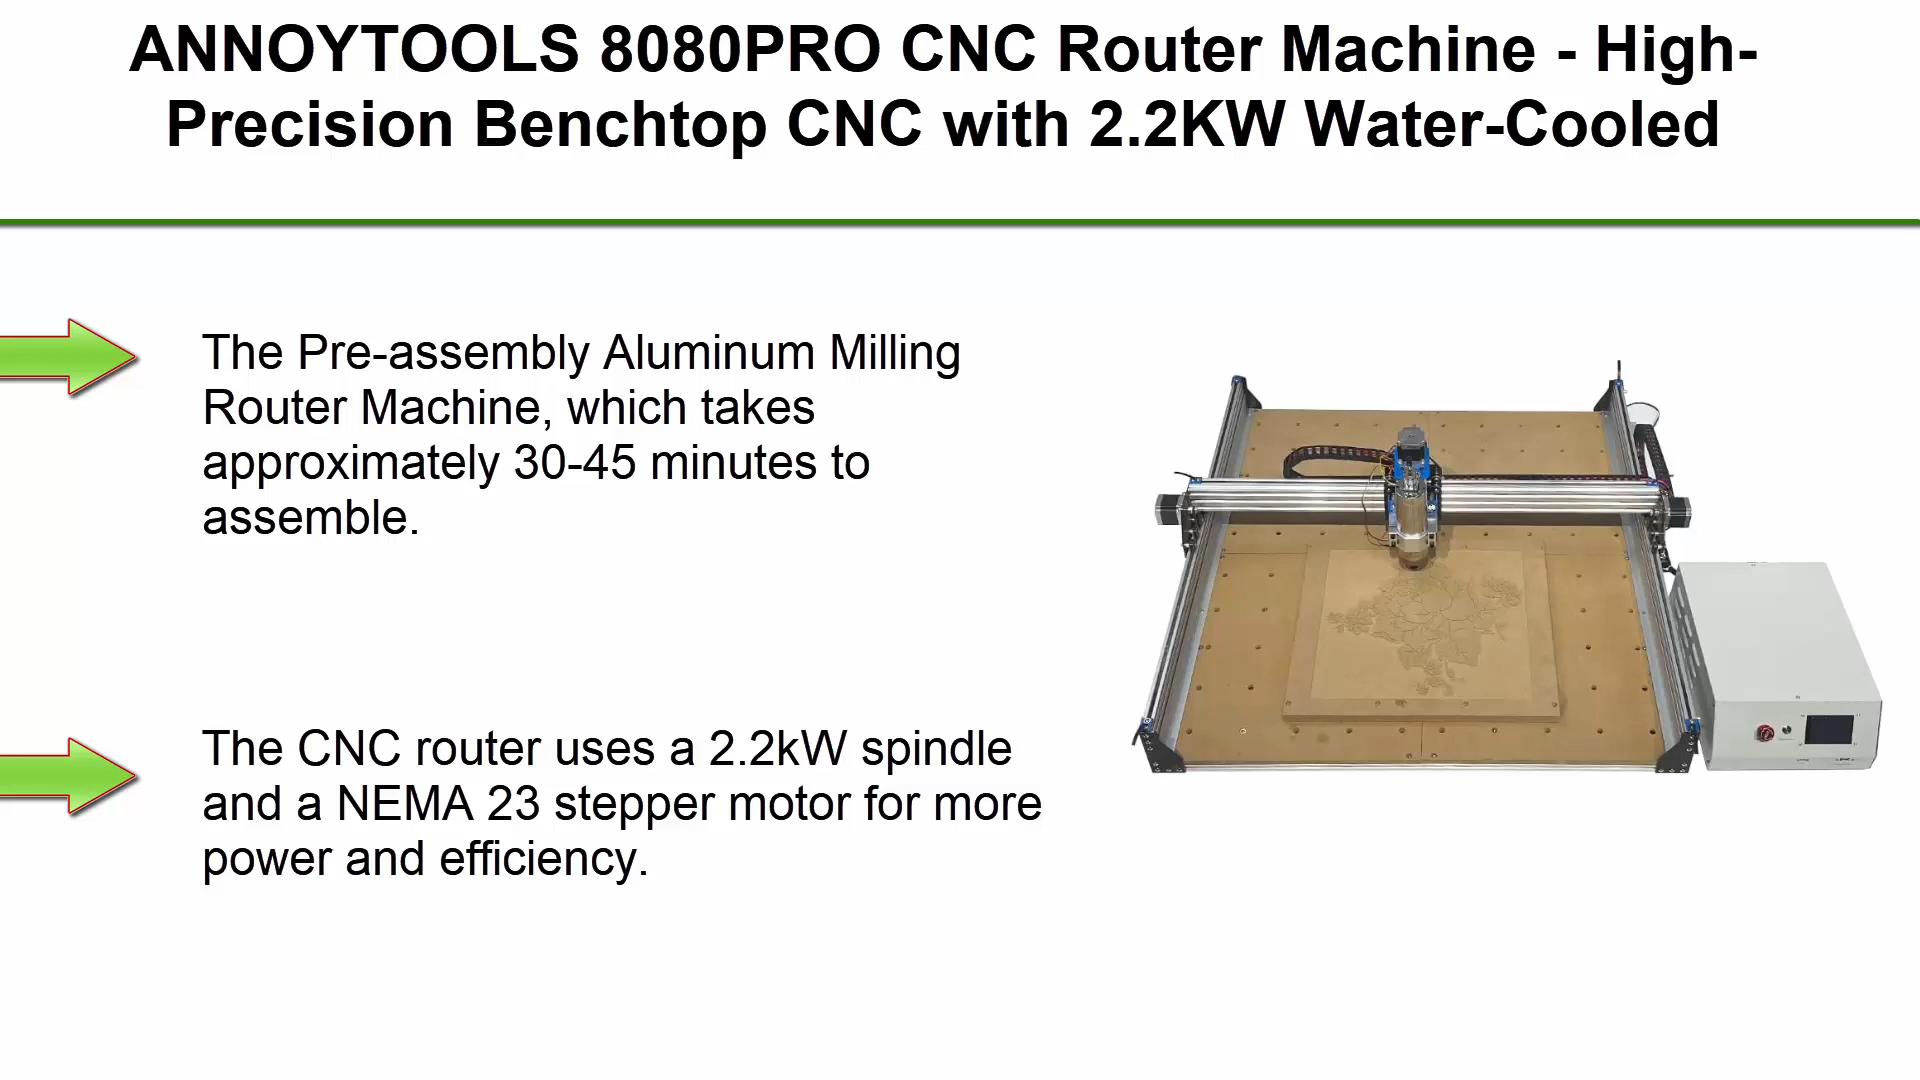 ANNOYTOOLS 8080PRO CNC Router Machine - High-
Precision Benchtop CNC with 2.2KW Water-Cooled
The Pre-assembly Aluminum Milling
Router Machine, which takes
approximately 30-45 minutes to
assemble.
The CNC router uses a 2.2kW spindle
and a NEMA 23 stepper motor for more
power and efficiency.